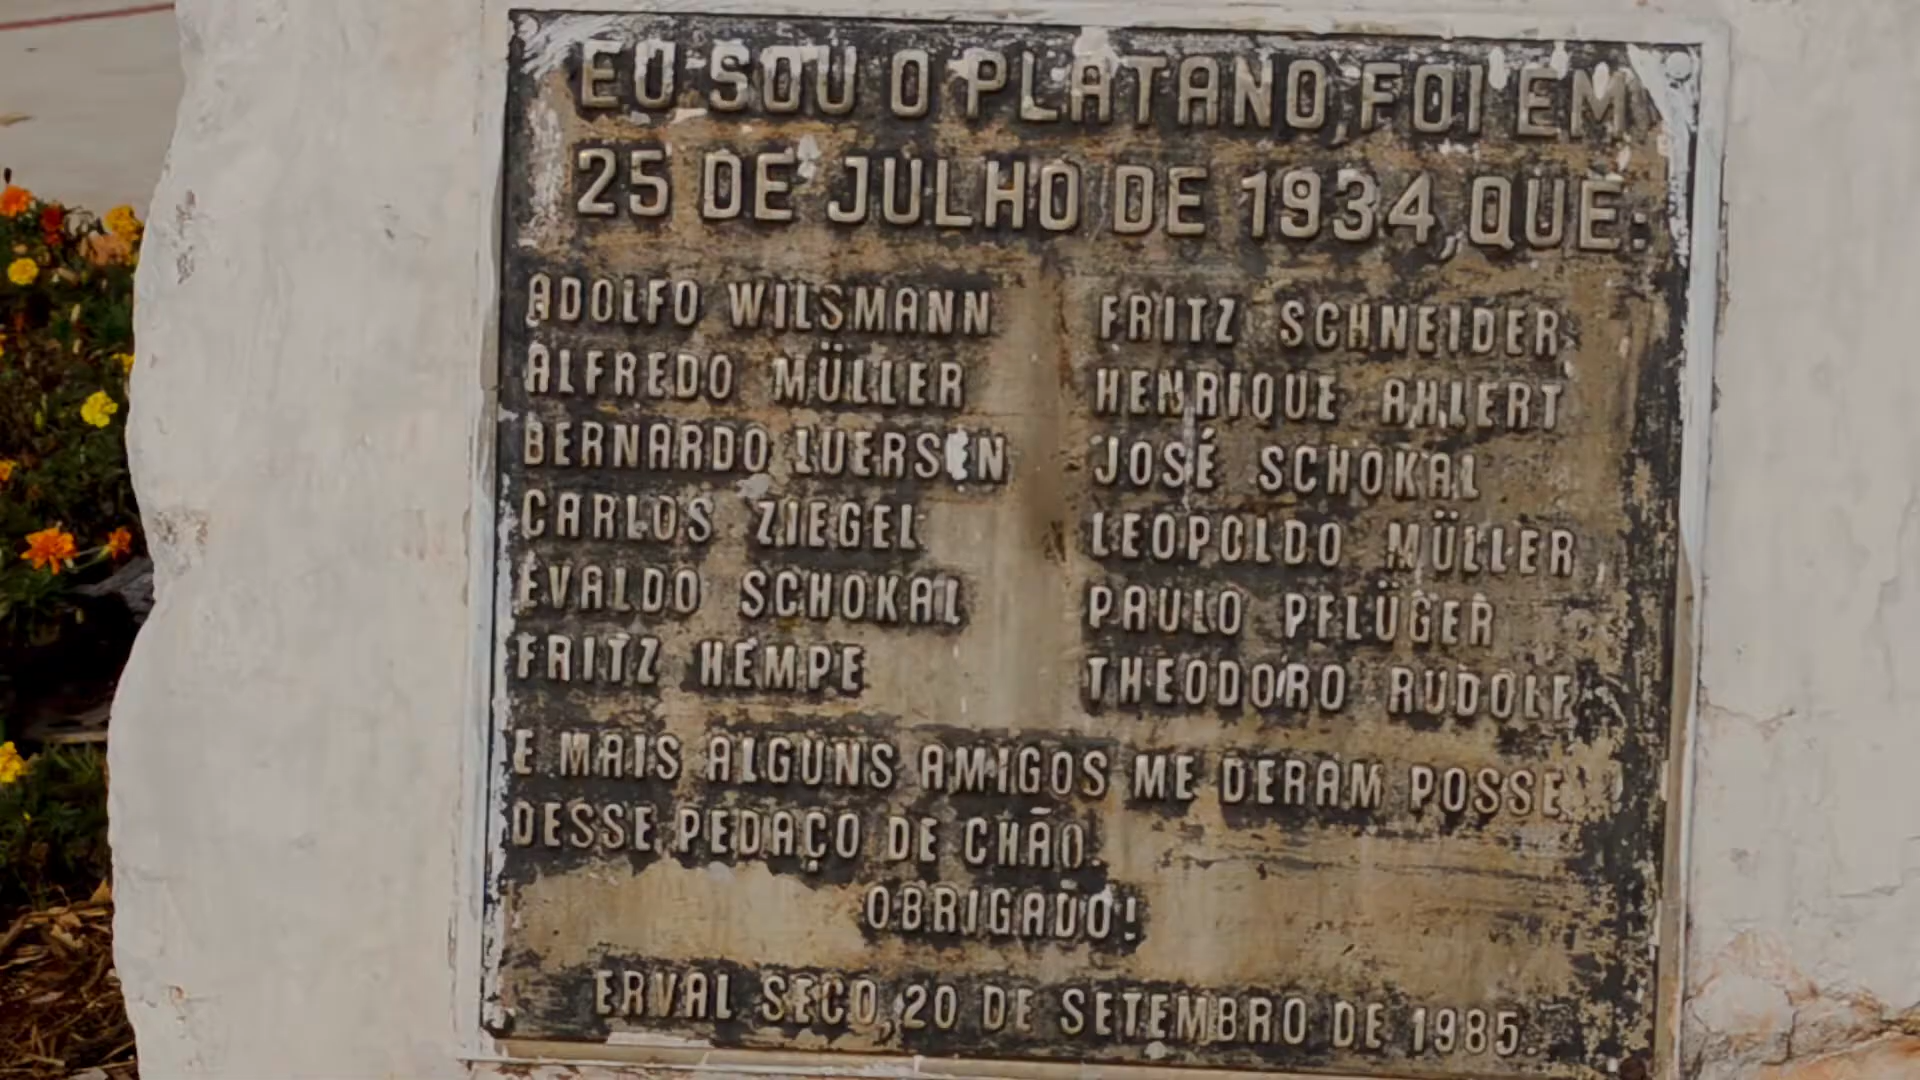 EU SOU O PLATANO, FOI EM
25 DE JULHO DE 1934, QUE:
ADOLFO WILSMANN
ALFREDO MÜLLER
BERNARDO LUERSEN
CARLOS ZIEGEL
EVALDO SCHOKAL
FRITZ HEMPE
FRITZ SCHNEIDER
HENRIQUE AHLERT
JOSÉ SCHOKAL
LEOPOLDO MÜLLER
PAULO PFLÜGER
THEODORO RUDOLF
E MAIS ALGUNS AMIGOS ME DERAM POSSE
DESSE PEDAÇO DE CHÃO.
OBRIGADO!
ERVAL SECO, 20 DE SETEMBRO DE 1985.